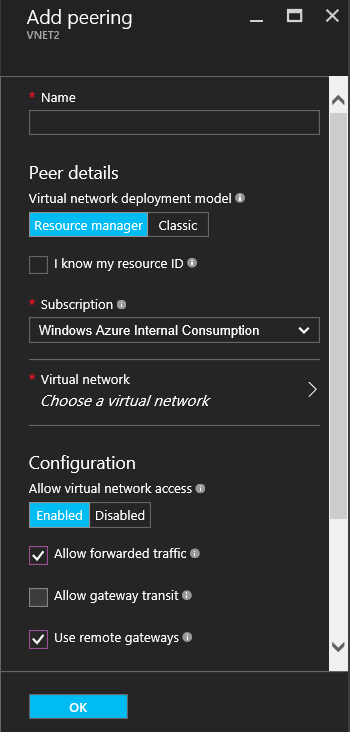 Add peering
VNET2
* Name
Peer details
Virtual network deployment model
Resource manager Classic
I know my resource ID
* Subscription
Windows Azure Internal Consumption
* Virtual network
Choose a virtual network
Configuration
Allow virtual network access
Enabled Disabled
Allow forwarded traffic
Allow gateway transit
Use remote gateways
OK